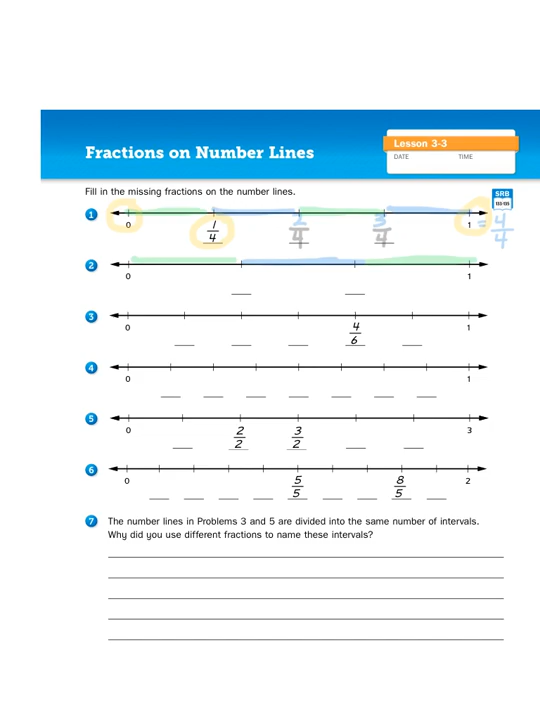 Fractions on Number Lines
Lesson 3-3
DATE TIME
Fill in the missing fractions on the number lines.
SRB
133-135
1 0 1/4 2/4 3/4 1 = 4/4
2 0 1
3 0 4/6 1
4 0 1
5 0 2/2 3/2 3
6 0 5/5 8/5 2
7 The number lines in Problems 3 and 5 are divided into the same number of intervals.
Why did you use different fractions to name these intervals?